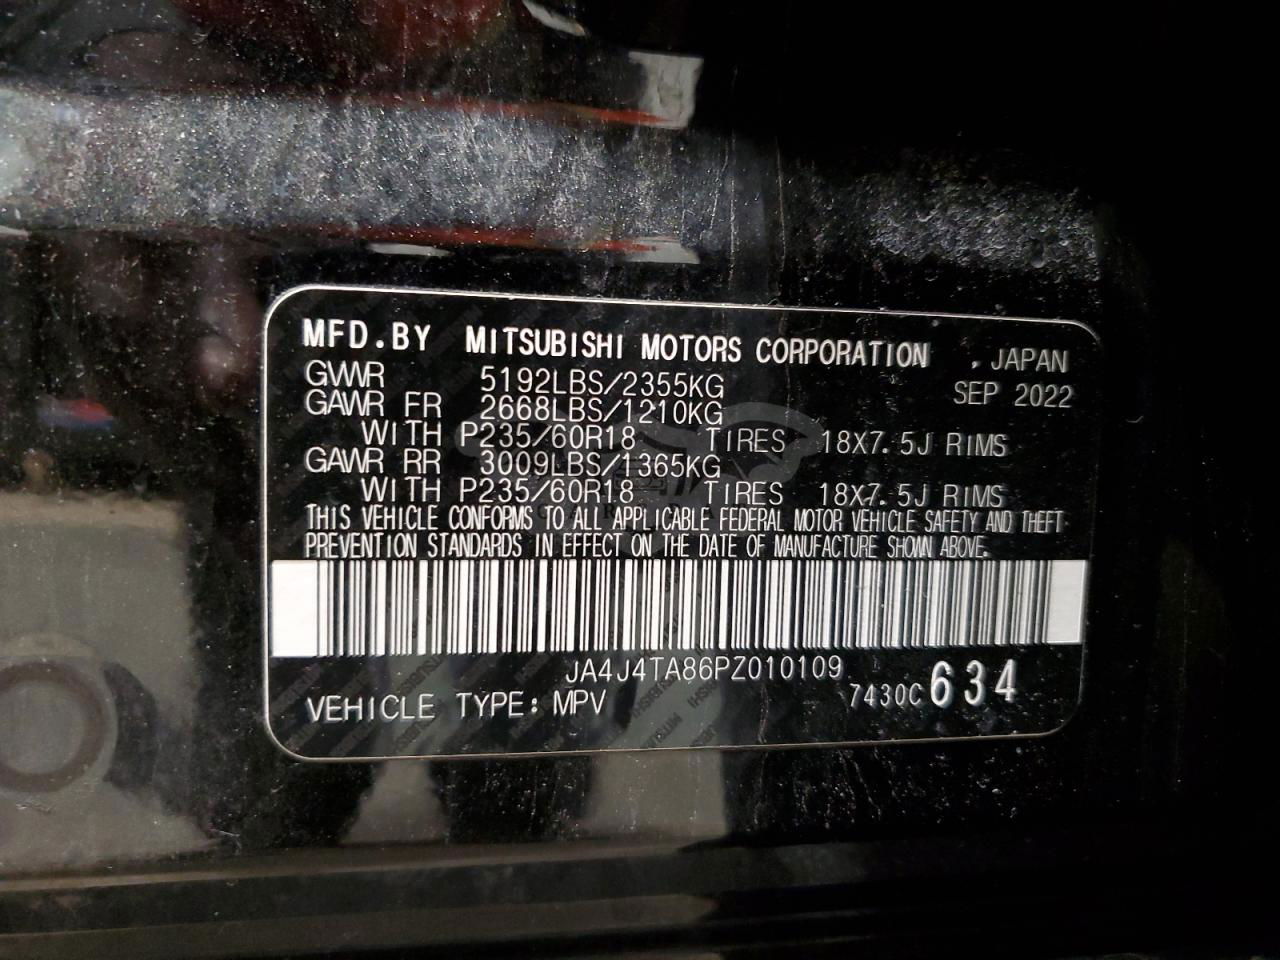 MFD.BY MITSUBISHI MOTORS CORPORATION , JAPAN
GVWR 5192LBS/2355KG SEP 2022
GAWR FR 2668LBS/1210KG
WITH P235/60R18 TIRES 18X7.5J RIMS
GAWR RR 3009LBS/1365KG
WITH P235/60R18 TIRES 18X7.5J RIMS
THIS VEHICLE CONFORMS TO ALL APPLICABLE FEDERAL MOTOR VEHICLE SAFETY AND THEFT
PREVENTION STANDARDS IN EFFECT ON THE DATE OF MANUFACTURE SHOWN ABOVE.
JA4J4TA86PZ010109
VEHICLE TYPE: MPV 7430C 634